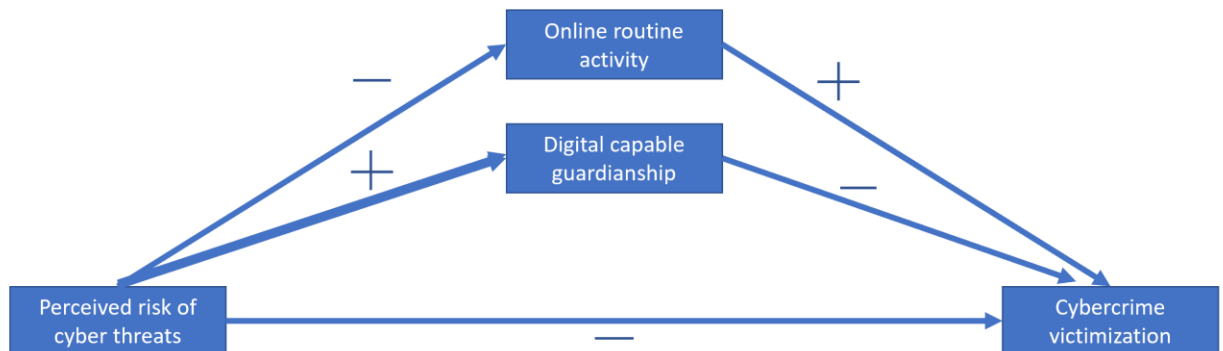 Online routine
activity
—
+
Digital capable
guardianship
+
—
Perceived risk of
cyber threats
Cybercrime
victimization
—